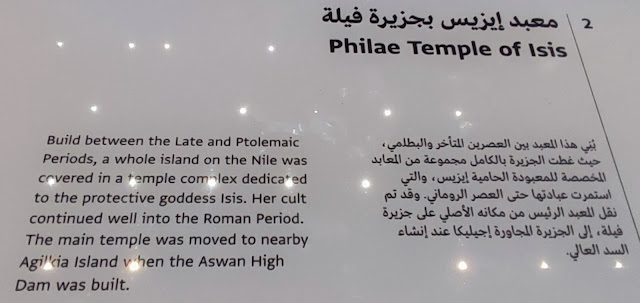 2
معبد إيزيس بجزيرة فيلة
Philae Temple of Isis
Build between the Late and Ptolemaic
Periods, a whole island on the Nile was
covered in a temple complex dedicated
to the protective goddess Isis. Her cult
continued well into the Roman Period.
The main temple was moved to nearby
Agilkia Island when the Aswan High
Dam was built.
بُنِي هذا المعبد بين العصرين المتأخر والبطلمي،
حيث غطت الجزيرة بالكامل مجموعة من المعابد
المخصصة للمعبودة الحامية إيزيس، والتي
استمرت عبادتها حتى العصر الروماني. وقد تم
نقل المعبد الرئيس من مكانه الأصلي على جزيرة
فيلة، إلى الجزيرة المجاورة إجيليكا عند إنشاء
السد العالي.